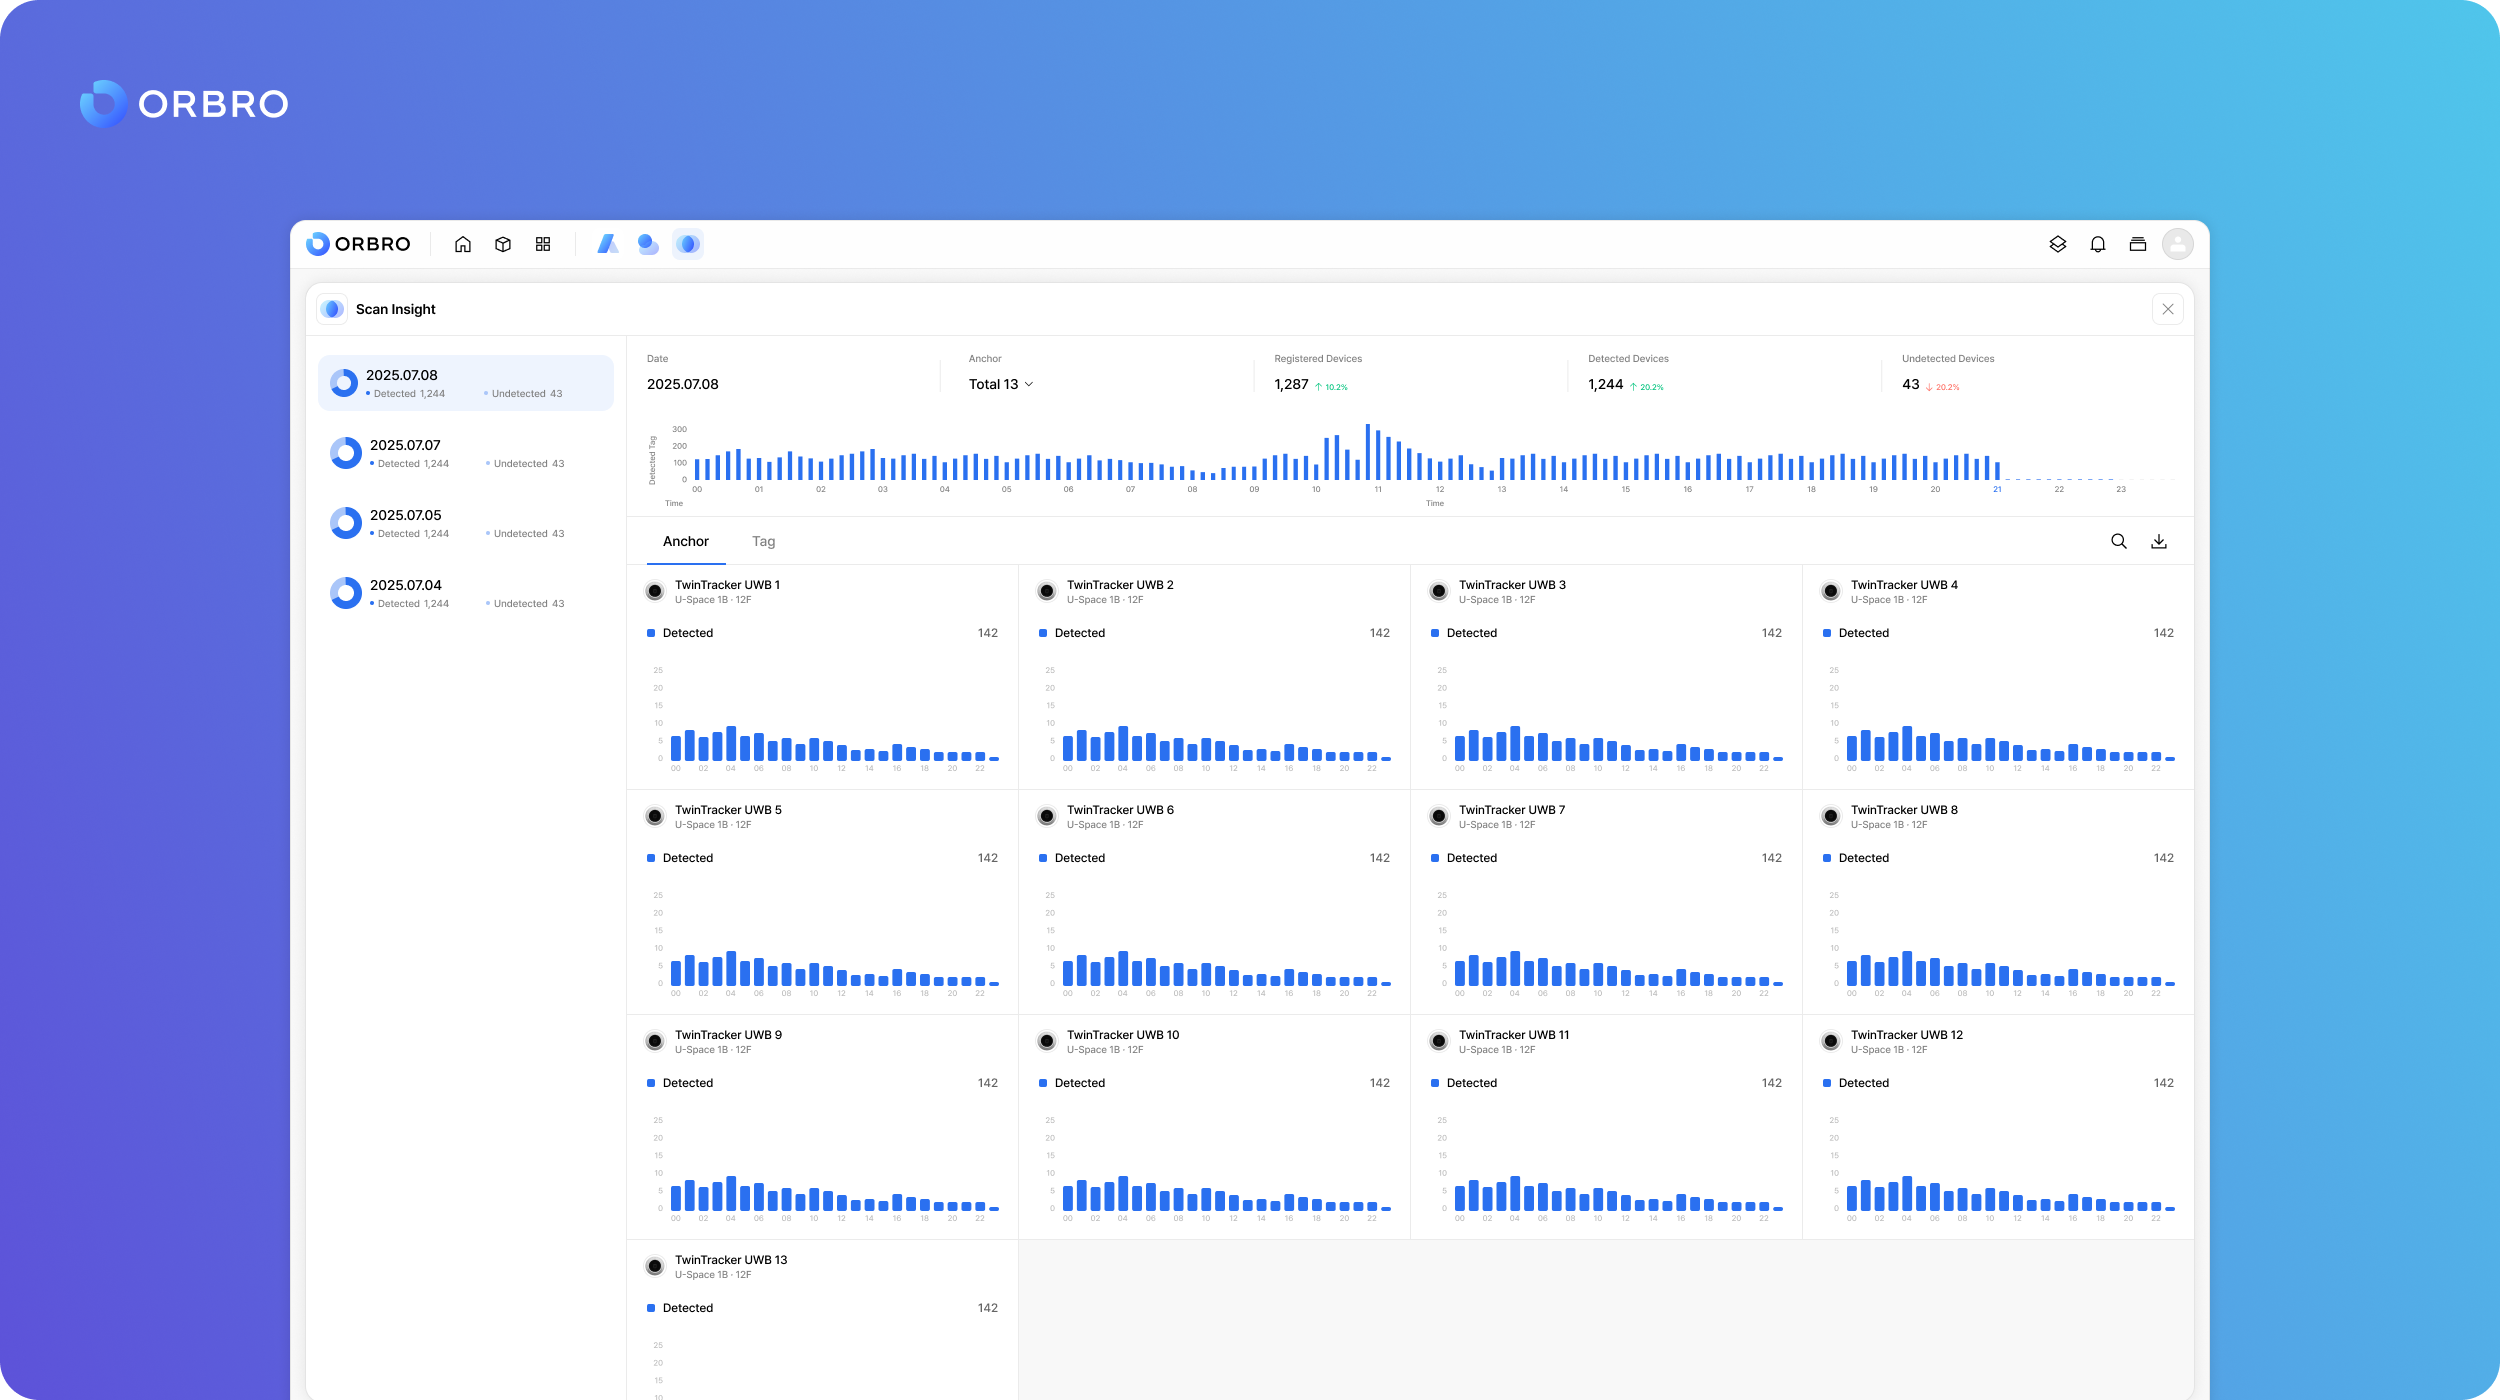 ORBRO
ORBRO
Scan Insight
2025.07.08
Detected 1,244 Undetected 43
2025.07.07
Detected 1,244 Undetected 43
2025.07.05
Detected 1,244 Undetected 43
2025.07.04
Detected 1,244 Undetected 43
Date Anchor Registered Devices Detected Devices Undetected Devices
2025.07.08 Total 13 1,287 ↑ 10.2% 1,244 ↑ 20.2% 43 ↓ 20.2%
Detected Tag
300
200
100
0
00 01 02 03 04 05 06 07 08 09 10 11 12 13 14 15 16 17 18 19 20 21 22 23
Time Time
Anchor Tag
TwinTracker UWB 1
U-Space 1B · 12F
Detected 142
25
20
15
10
5
0
00 02 04 06 08 10 12 14 16 18 20 22
TwinTracker UWB 2
U-Space 1B · 12F
Detected 142
25
20
15
10
5
0
00 02 04 06 08 10 12 14 16 18 20 22
TwinTracker UWB 3
U-Space 1B · 12F
Detected 142
25
20
15
10
5
0
00 02 04 06 08 10 12 14 16 18 20 22
TwinTracker UWB 4
U-Space 1B · 12F
Detected 142
25
20
15
10
5
0
00 02 04 06 08 10 12 14 16 18 20 22
TwinTracker UWB 5
U-Space 1B · 12F
Detected 142
25
20
15
10
5
0
00 02 04 06 08 10 12 14 16 18 20 22
TwinTracker UWB 6
U-Space 1B · 12F
Detected 142
25
20
15
10
5
0
00 02 04 06 08 10 12 14 16 18 20 22
TwinTracker UWB 7
U-Space 1B · 12F
Detected 142
25
20
15
10
5
0
00 02 04 06 08 10 12 14 16 18 20 22
TwinTracker UWB 8
U-Space 1B · 12F
Detected 142
25
20
15
10
5
0
00 02 04 06 08 10 12 14 16 18 20 22
TwinTracker UWB 9
U-Space 1B · 12F
Detected 142
25
20
15
10
5
0
00 02 04 06 08 10 12 14 16 18 20 22
TwinTracker UWB 10
U-Space 1B · 12F
Detected 142
25
20
15
10
5
0
00 02 04 06 08 10 12 14 16 18 20 22
TwinTracker UWB 11
U-Space 1B · 12F
Detected 142
25
20
15
10
5
0
00 02 04 06 08 10 12 14 16 18 20 22
TwinTracker UWB 12
U-Space 1B · 12F
Detected 142
25
20
15
10
5
0
00 02 04 06 08 10 12 14 16 18 20 22
TwinTracker UWB 13
U-Space 1B · 12F
Detected 142
25
20
15
10